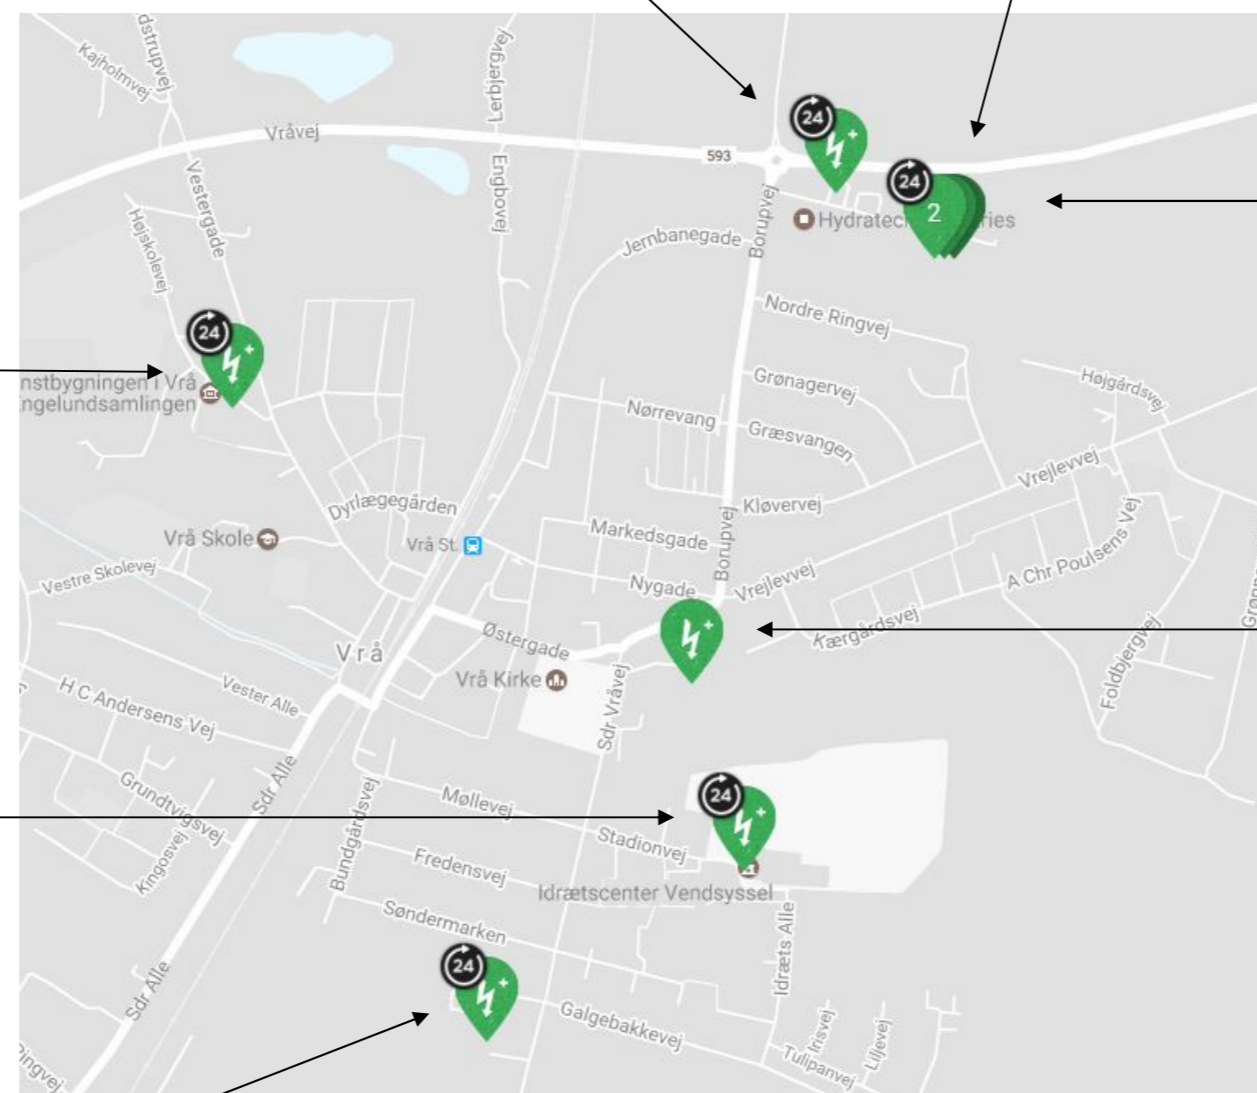 dstrupvej
Kajholmvej
Lerbjergvej
Vråvej
593
24
24
2
Vestergade
Engbovej
Højskolevej
Borupvej
Hydratec
ries
Jernbanegade
Nordre Ringvej
24
nstbygningen i Vrå
ngelundsamlingen
Grønagervej
Højgårdsvej
Nørrevang
Græsvangen
Vrejlevvej
Dyrlægegården
Kløvervej
Markedsgade
Borupvej
Vrå Skole
Vrå St.
A Chr Poulsens Vej
Vestre Skolevej
Nygade
Vrejlevvej
Kærgårdsvej
Østergade
Vrå
Vrå Kirke
Foldbjergvej
Vester Alle
H C Andersens Vej
Sdr Vråvej
Sdr Alle
Grundtvigsvej
Kingosvej
Bundgårdsvej
Møllevej
24
Stadionvej
Fredensvej
Idrætscenter Vendsyssel
Søndermarken
Idræts Alle
24
Sdr Alle
Galgebakkevej
Irisvej
Liljevej
Tulipanvej
Ringvej